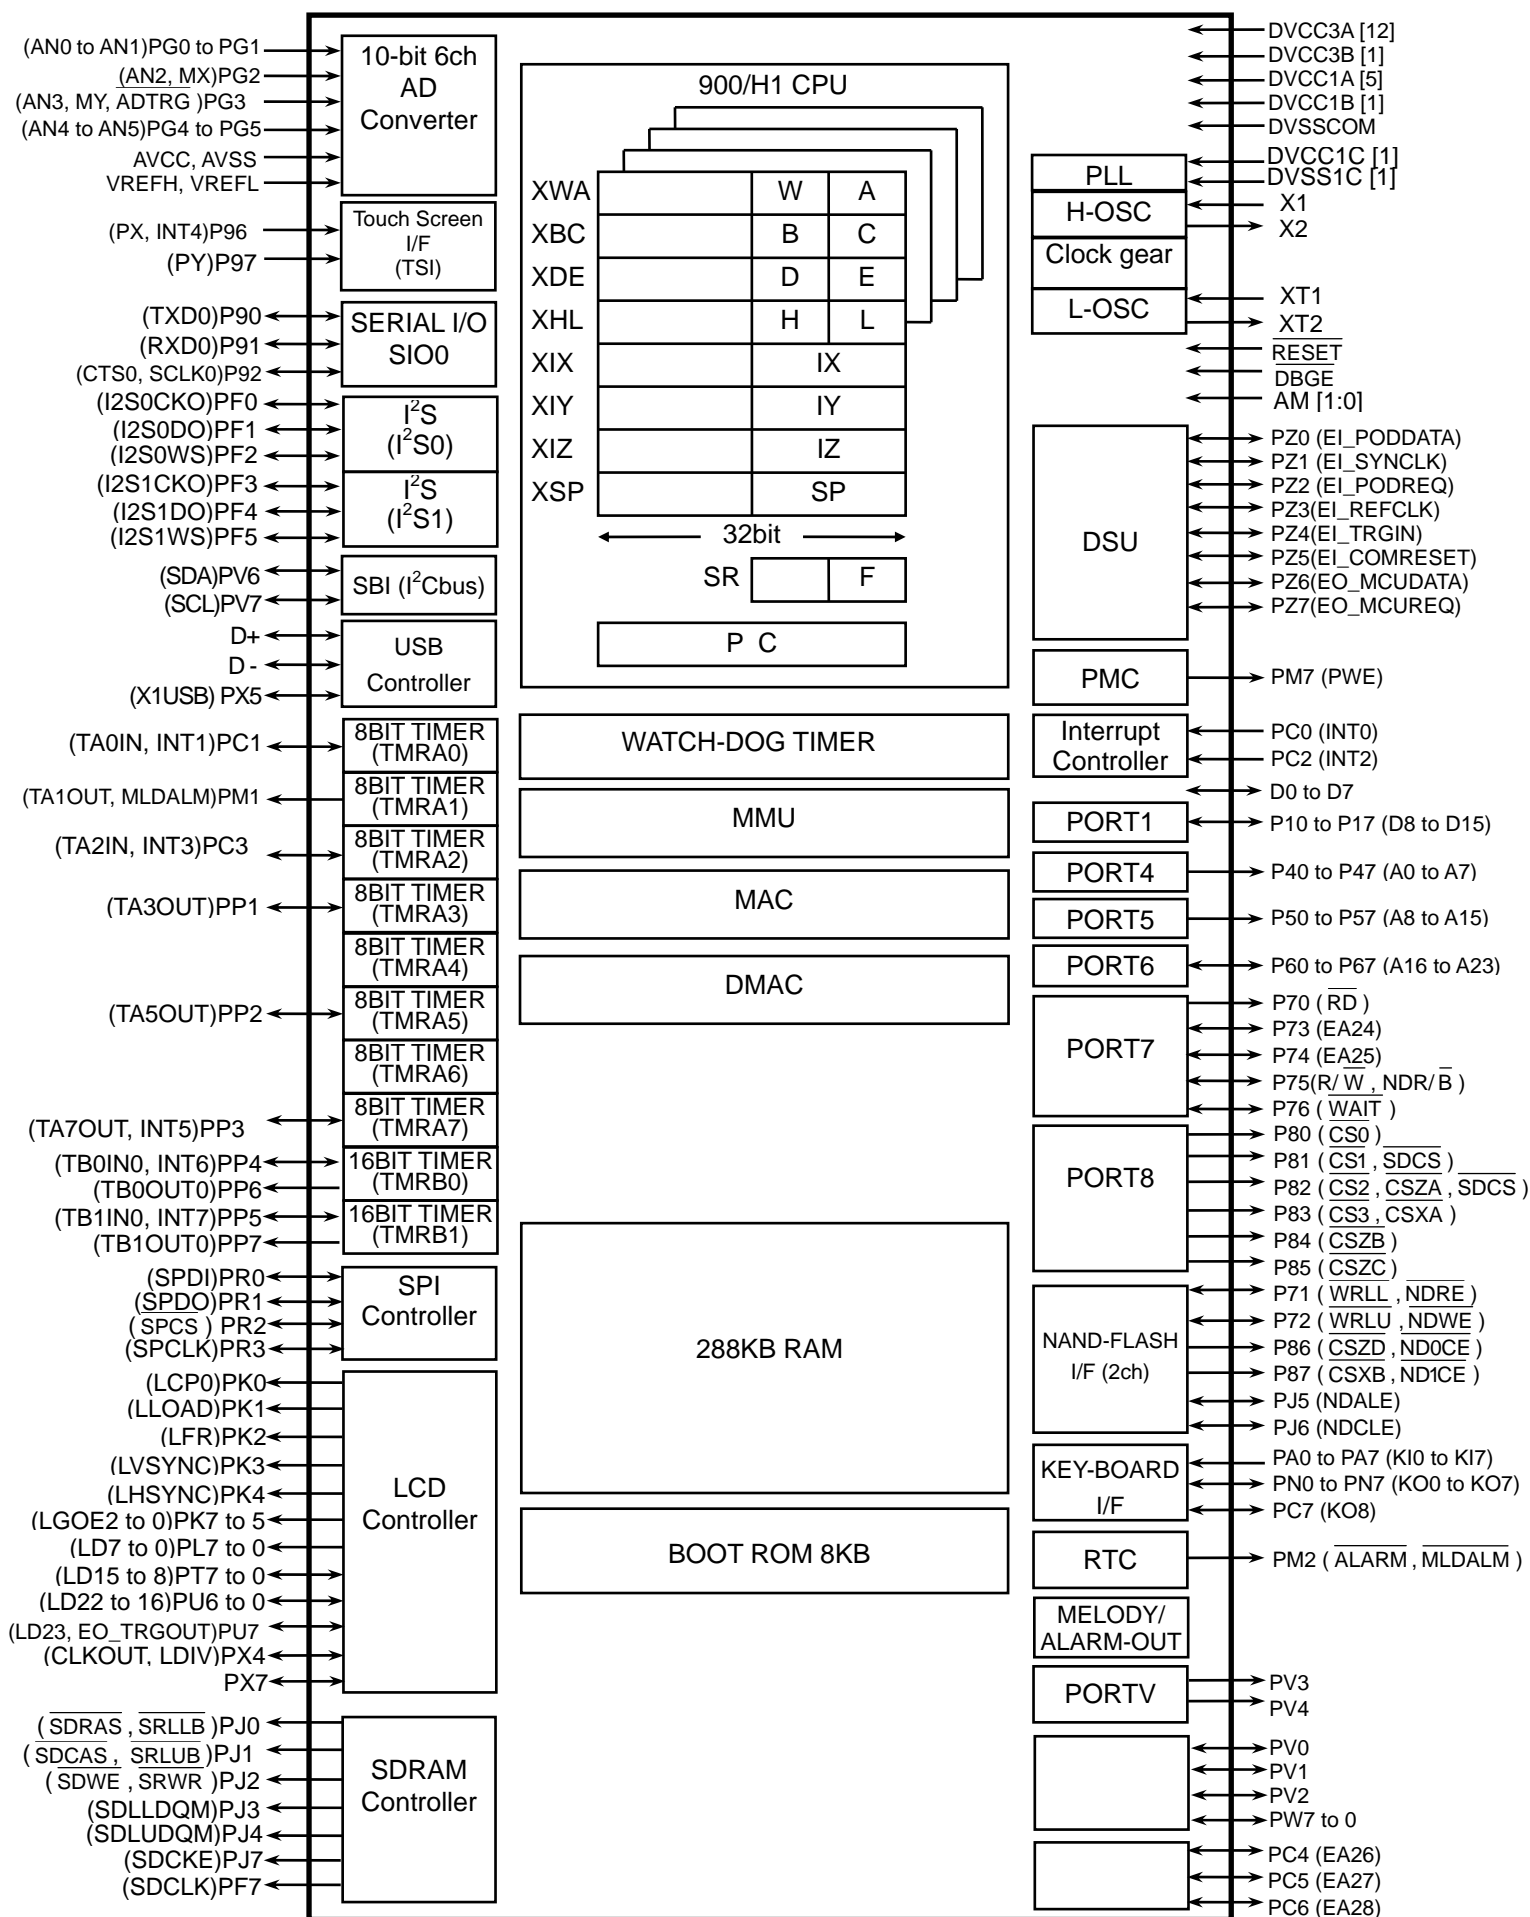 (AN0 to AN1)PG0 to PG1
(AN2, MX)PG2
(AN3, MY, ADTRG )PG3
(AN4 to AN5)PG4 to PG5
AVCC, AVSS
VREFH, VREFL
10-bit 6ch
AD
Converter
(PX, INT4)P96
(PY)P97
Touch Screen
I/F
(TSI)
(TXD0)P90
(RXD0)P91
(CTS0, SCLK0)P92
SERIAL I/O
SIO0
(I2S0CKO)PF0
(I2S0DO)PF1
(I2S0WS)PF2
I²S
(I²S0)
(I2S1CKO)PF3
(I2S1DO)PF4
(I2S1WS)PF5
I²S
(I²S1)
(SDA)PV6
(SCL)PV7
SBI (I²Cbus)
D+
D -
(X1USB) PX5
USB
Controller
(TA0IN, INT1)PC1
8BIT TIMER
(TMRA0)
(TA1OUT, MLDALM)PM1
8BIT TIMER
(TMRA1)
(TA2IN, INT3)PC3
8BIT TIMER
(TMRA2)
(TA3OUT)PP1
8BIT TIMER
(TMRA3)
8BIT TIMER
(TMRA4)
(TA5OUT)PP2
8BIT TIMER
(TMRA5)
8BIT TIMER
(TMRA6)
(TA7OUT, INT5)PP3
8BIT TIMER
(TMRA7)
(TB0IN0, INT6)PP4
(TB0OUT0)PP6
16BIT TIMER
(TMRB0)
(TB1IN0, INT7)PP5
(TB1OUT0)PP7
16BIT TIMER
(TMRB1)
(SPDI)PR0
(SPDO)PR1
( SPCS ) PR2
(SPCLK)PR3
SPI
Controller
(LCP0)PK0
(LLOAD)PK1
(LFR)PK2
(LVSYNC)PK3
(LHSYNC)PK4
(LGOE2 to 0)PK7 to 5
(LD7 to 0)PL7 to 0
(LD15 to 8)PT7 to 0
(LD22 to 16)PU6 to 0
(LD23, EO_TRGOUT)PU7
(CLKOUT, LDIV)PX4
PX7
LCD
Controller
( SDRAS , SRLLB )PJ0
( SDCAS , SRLUB )PJ1
( SDWE , SRWR )PJ2
(SDLLDQM)PJ3
(SDLUDQM)PJ4
(SDCKE)PJ7
(SDCLK)PF7
SDRAM
Controller
900/H1 CPU
XWA W A
XBC B C
XDE D E
XHL H L
XIX IX
XIY IY
XIZ IZ
XSP SP
32bit
SR F
P C
WATCH-DOG TIMER
MMU
MAC
DMAC
288KB RAM
BOOT ROM 8KB
DVCC3A [12]
DVCC3B [1]
DVCC1A [5]
DVCC1B [1]
DVSSCOM
PLL
DVCC1C [1]
DVSS1C [1]
H-OSC
X1
X2
Clock gear
L-OSC
XT1
XT2
RESET
DBGE
AM [1:0]
DSU
PZ0 (EI_PODDATA)
PZ1 (EI_SYNCLK)
PZ2 (EI_PODREQ)
PZ3(EI_REFCLK)
PZ4(EI_TRGIN)
PZ5(EI_COMRESET)
PZ6(EO_MCUDATA)
PZ7(EO_MCUREQ)
PMC
PM7 (PWE)
Interrupt
Controller
PC0 (INT0)
PC2 (INT2)
D0 to D7
PORT1
P10 to P17 (D8 to D15)
PORT4
P40 to P47 (A0 to A7)
PORT5
P50 to P57 (A8 to A15)
PORT6
P60 to P67 (A16 to A23)
PORT7
P70 ( RD )
P73 (EA24)
P74 (EA25)
P75(R/ W , NDR/ B )
P76 ( WAIT )
PORT8
P80 ( CS0 )
P81 ( CS1 , SDCS )
P82 ( CS2 , CSZA , SDCS )
P83 ( CS3 , CSXA )
P84 ( CSZB )
P85 ( CSZC )
NAND-FLASH
I/F (2ch)
P71 ( WRLL , NDRE )
P72 ( WRLU , NDWE )
P86 ( CSZD , ND0CE )
P87 ( CSXB , ND1CE )
PJ5 (NDALE)
PJ6 (NDCLE)
KEY-BOARD
I/F
PA0 to PA7 (KI0 to KI7)
PN0 to PN7 (KO0 to KO7)
PC7 (KO8)
RTC
PM2 ( ALARM , MLDALM )
MELODY/
ALARM-OUT
PORTV
PV3
PV4
PV0
PV1
PV2
PW7 to 0
PC4 (EA26)
PC5 (EA27)
PC6 (EA28)